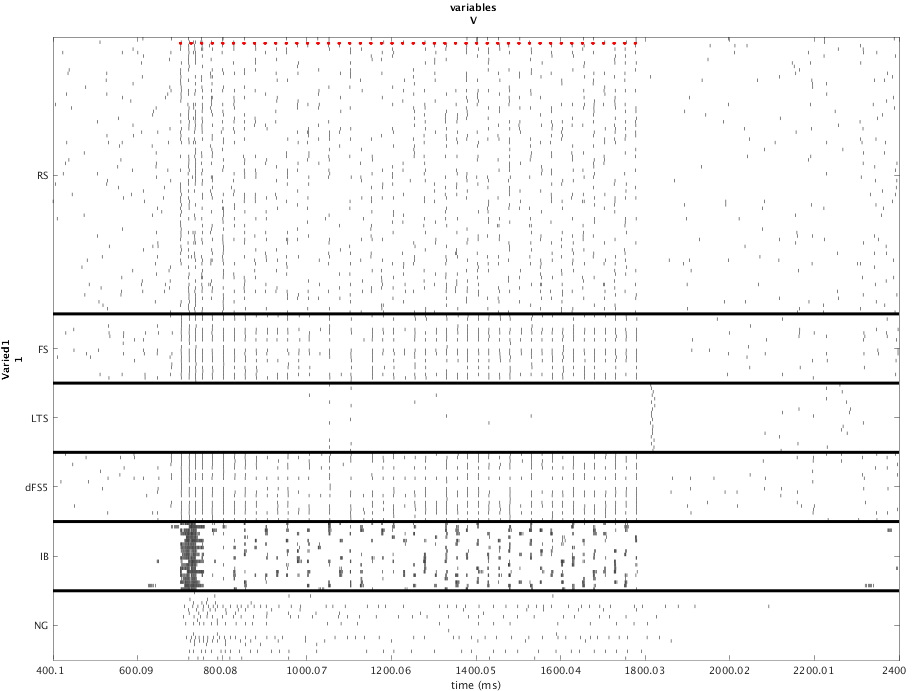 variables
V
RS
FS
LTS
dFS5
IB
NG
Varied1
1
400.1 600.09 800.08 1000.07 1200.06 1400.05 1600.04 1800.03 2000.02 2200.01 2400
time (ms)